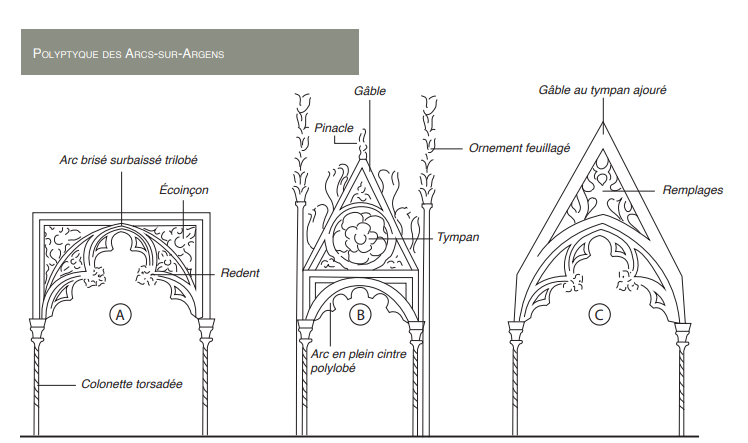 Polyptyque des Arcs-sur-Argens
Gâble
Gâble au tympan ajouré
Pinacle
Ornement feuillagé
Arc brisé surbaissé trilobé
Écoinçon
Remplages
Tympan
Redent
A
B
C
Arc en plein cintre
polylobé
Colonette torsadée